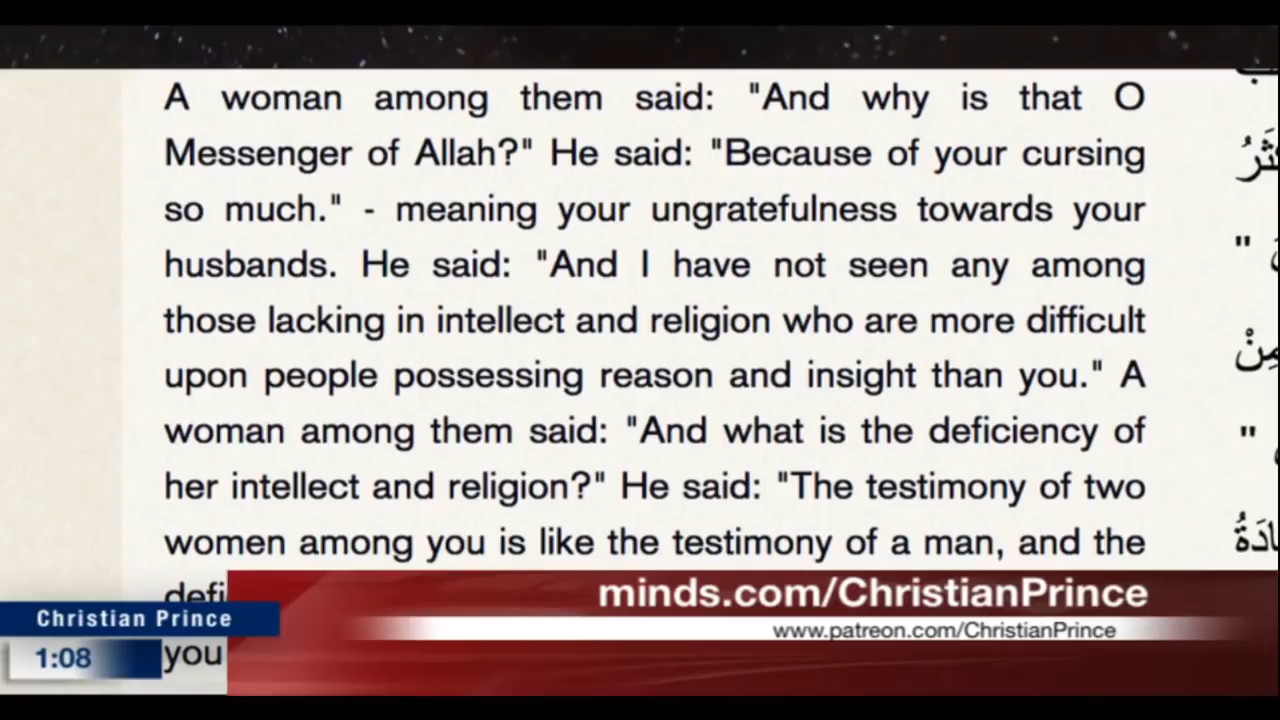 A woman among them said: "And why is that O
Messenger of Allah?" He said: "Because of your cursing
so much." - meaning your ungratefulness towards your
husbands. He said: "And I have not seen any among
those lacking in intellect and religion who are more difficult
upon people possessing reason and insight than you." A
woman among them said: "And what is the deficiency of
her intellect and religion?" He said: "The testimony of two
women among you is like the testimony of a man, and the
you
minds.com/ChristianPrince
www.patreon.com/ChristianPrince
Christian Prince
1:08